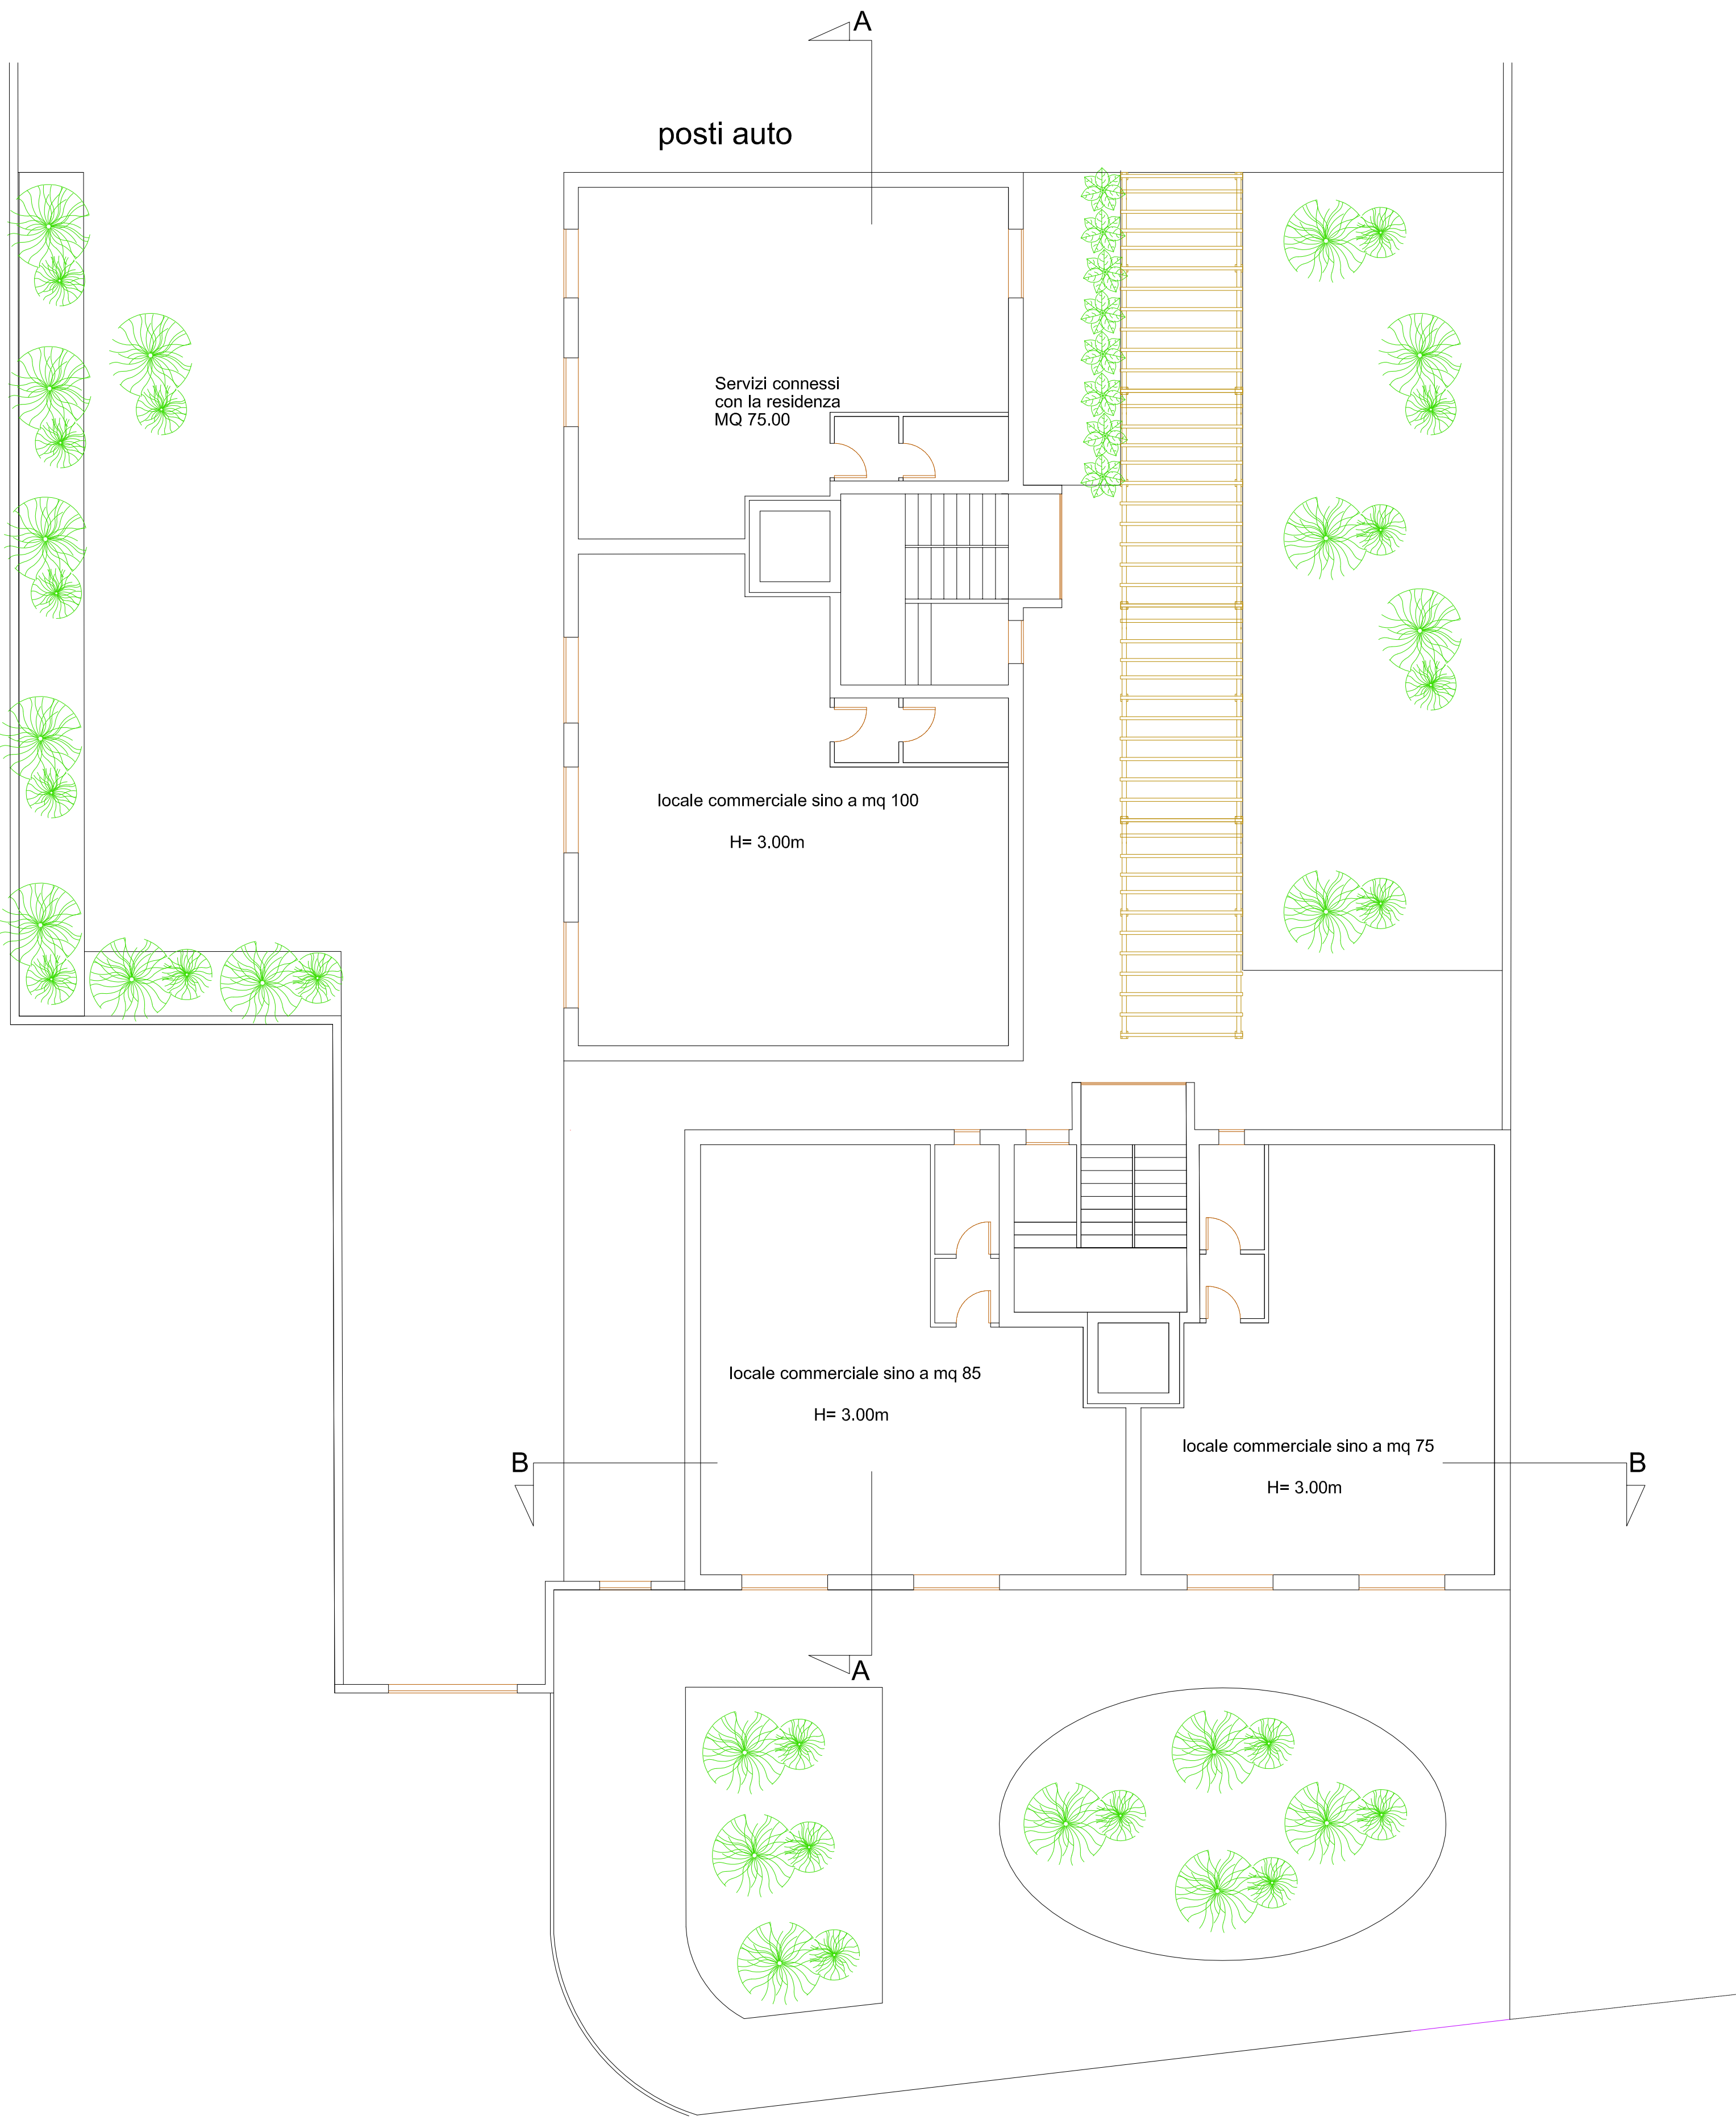 A
posti auto
Servizi connessi
con la residenza
MQ 75.00
locale commerciale sino a mq 100
H= 3.00m
locale commerciale sino a mq 85
H= 3.00m
locale commerciale sino a mq 75
H= 3.00m
B
B
A